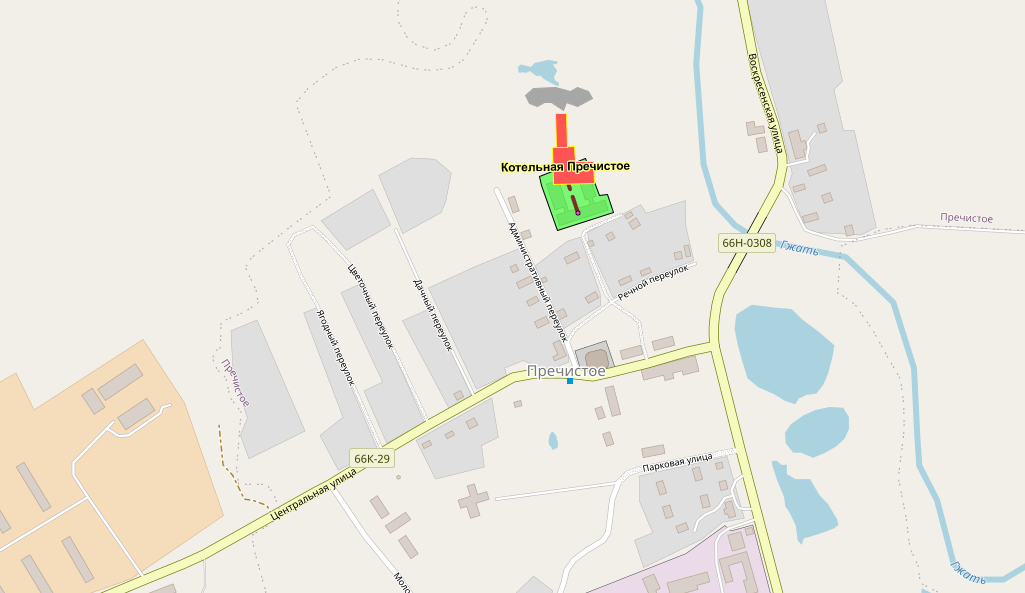 Воскресенская улица
Котельная Пречистое
Пречистое
66Н-0308
Гжать
Административный переулок
Цветочный переулок
Дачный переулок
Речной переулок
Ягодный переулок
Пречистое
Пречистое
66К-29
Парковая улица
Центральная улица
Моло
Гжать